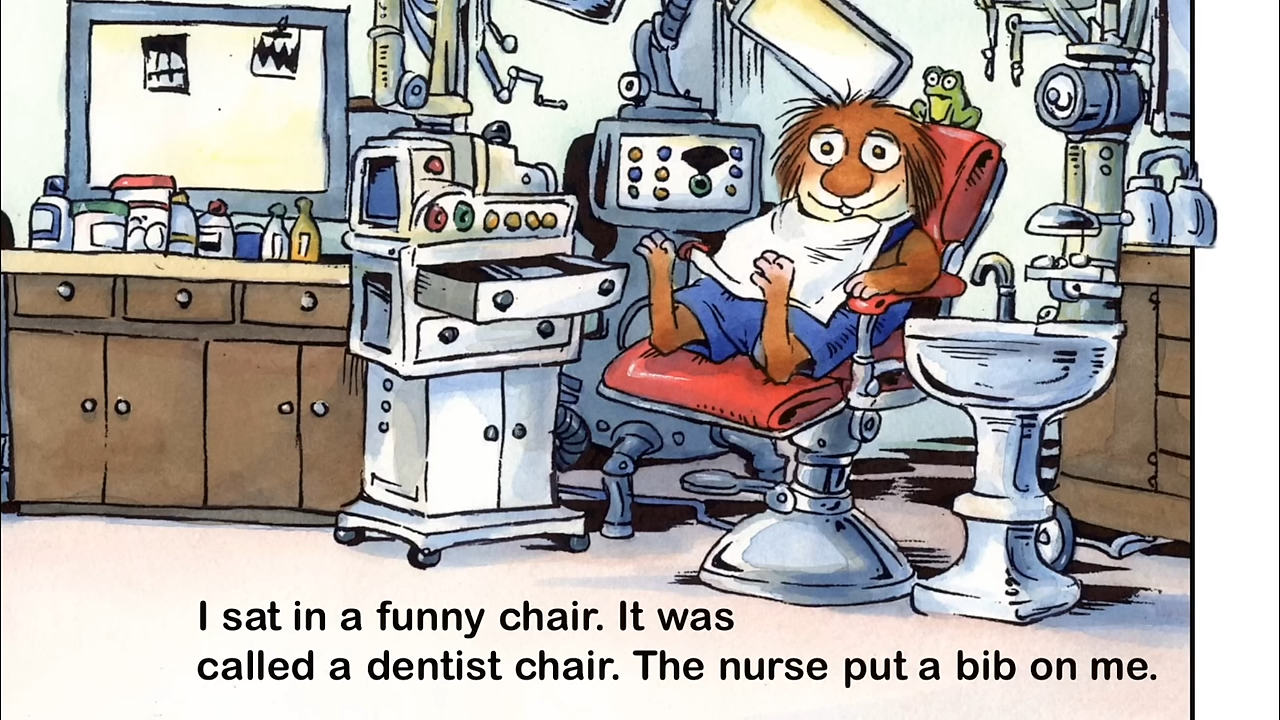 I sat in a funny chair. It was
called a dentist chair. The nurse put a bib on me.